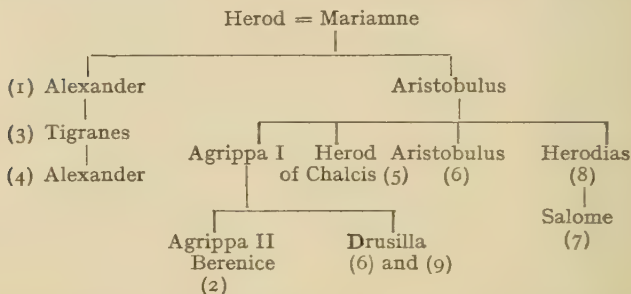 Herod = Mariamne
(1) Alexander Aristobulus
(3) Tigranes
Agrippa I Herod Aristobulus Herodias
(4) Alexander of Chalcis (5) (6) (8)
Salome
Agrippa II Drusilla (7)
Berenice (6) and (9)
(2)